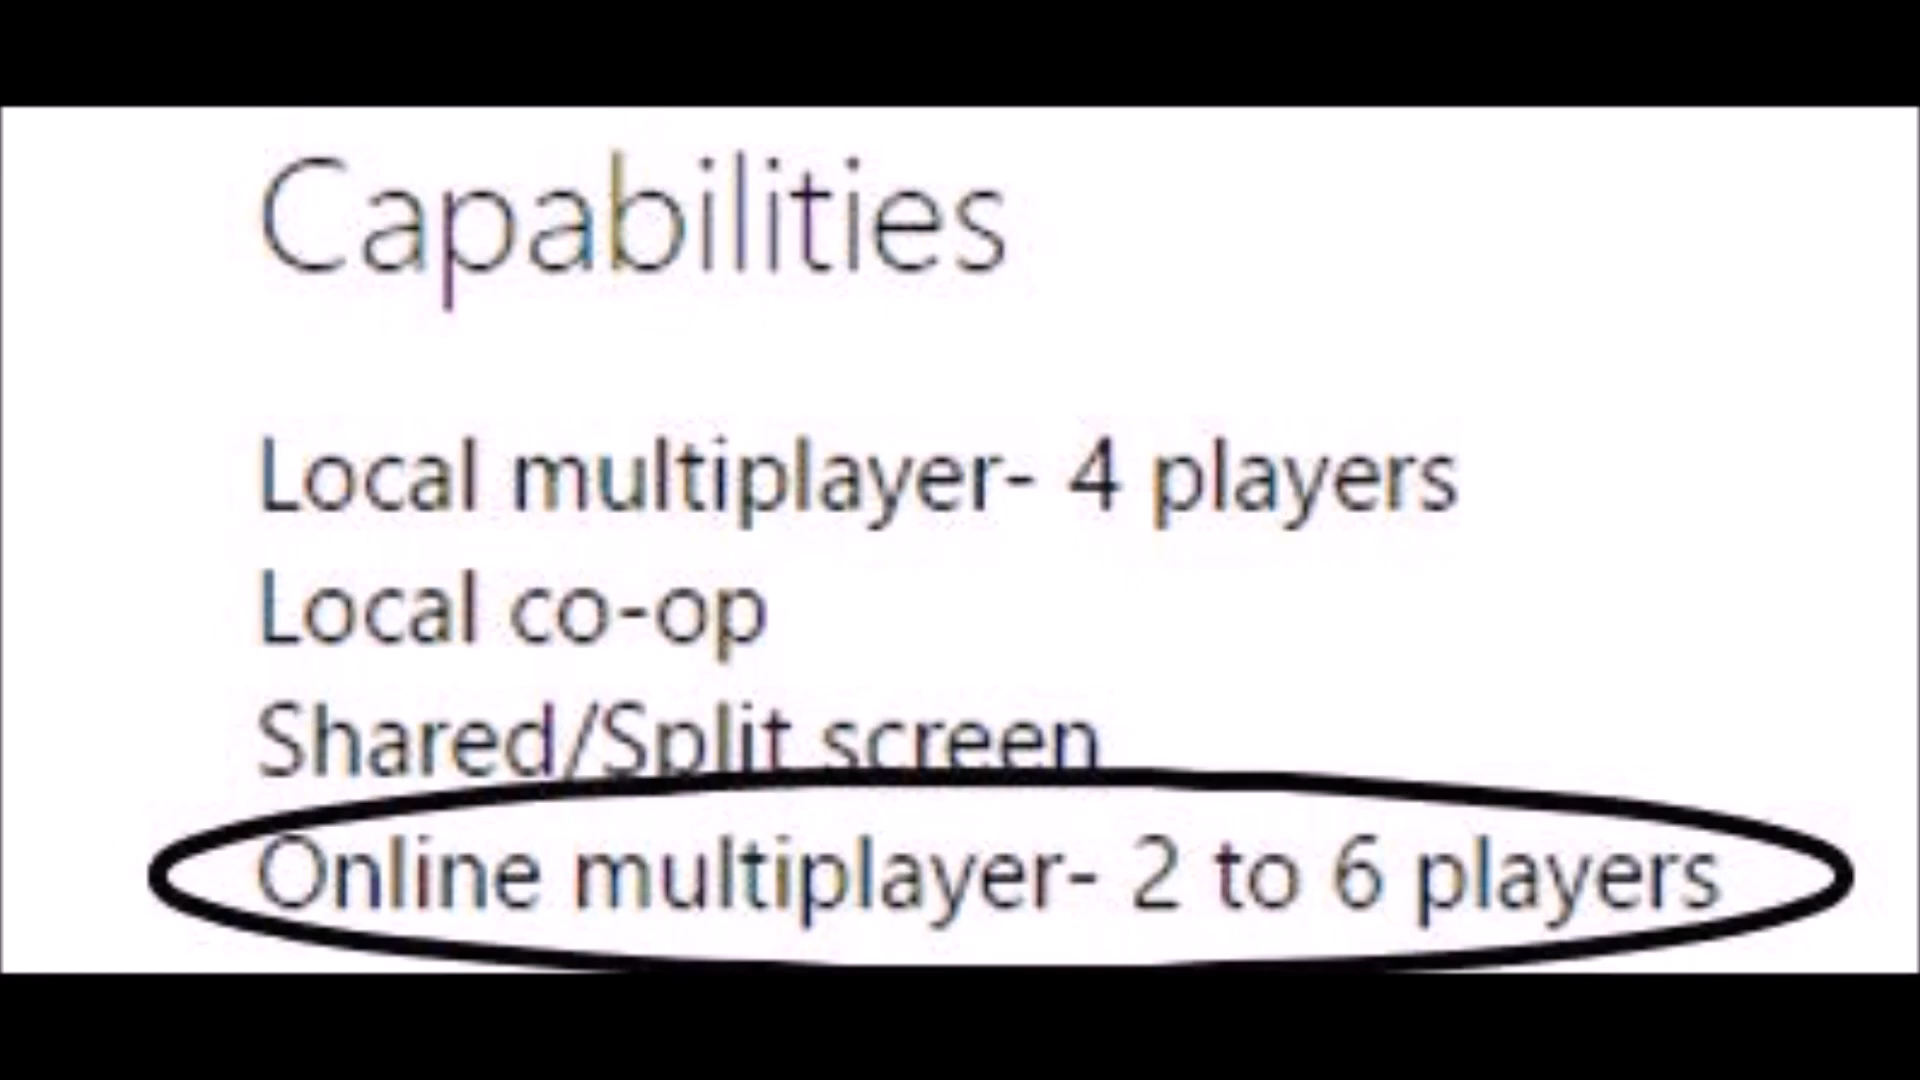 Capabilities
Local multiplayer- 4 players
Local co-op
Shared/Split screen
Online multiplayer- 2 to 6 players